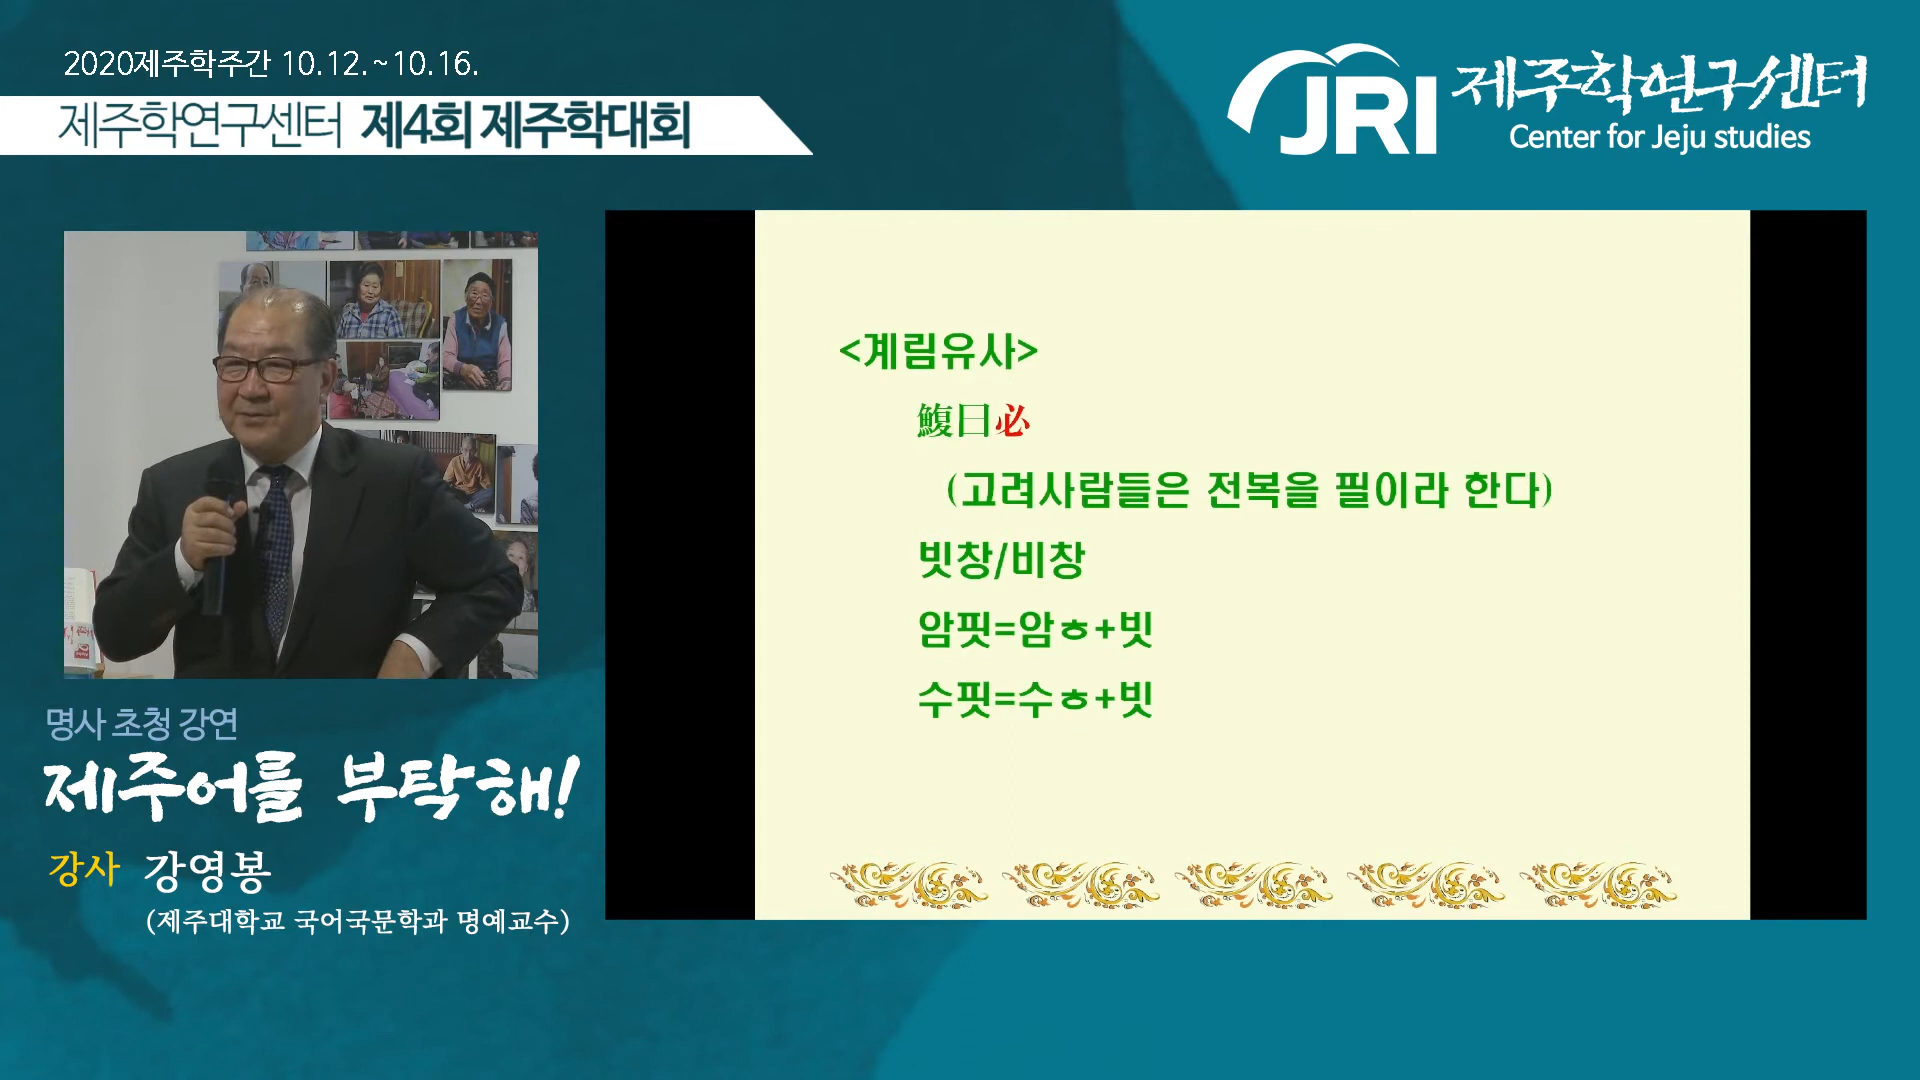 2020제주학주간 10.12.~10.16.
제주학연구센터 제4회 제주학대회
JRI 제주학연구센터
Center for Jeju studies
<계림유사>
鰒曰必
(고려사람들은 전복을 필이라 한다)
빗창/비창
암핏=암ㅎ+빗
수핏=수ㅎ+빗
명사 초청 강연
제주어를 부탁해!
강사 강영봉
(제주대학교 국어국문학과 명예교수)